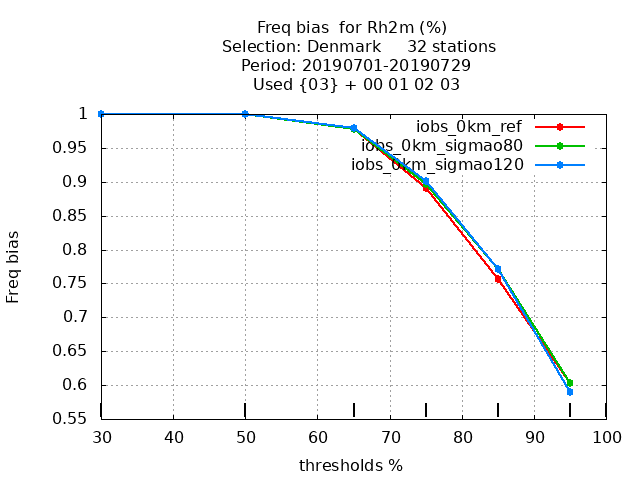 Freq bias  for Rh2m (%)
Selection: Denmark     32 stations
Period: 20190701-20190729
Used {03} + 00 01 02 03
iobs_0km_ref
iobs_0km_sigmao80
iobs_0km_sigmao120
1
0.95
0.9
0.85
0.8
0.75
0.7
0.65
0.6
0.55
Freq bias
30 40 50 60 70 80 90 100
thresholds %